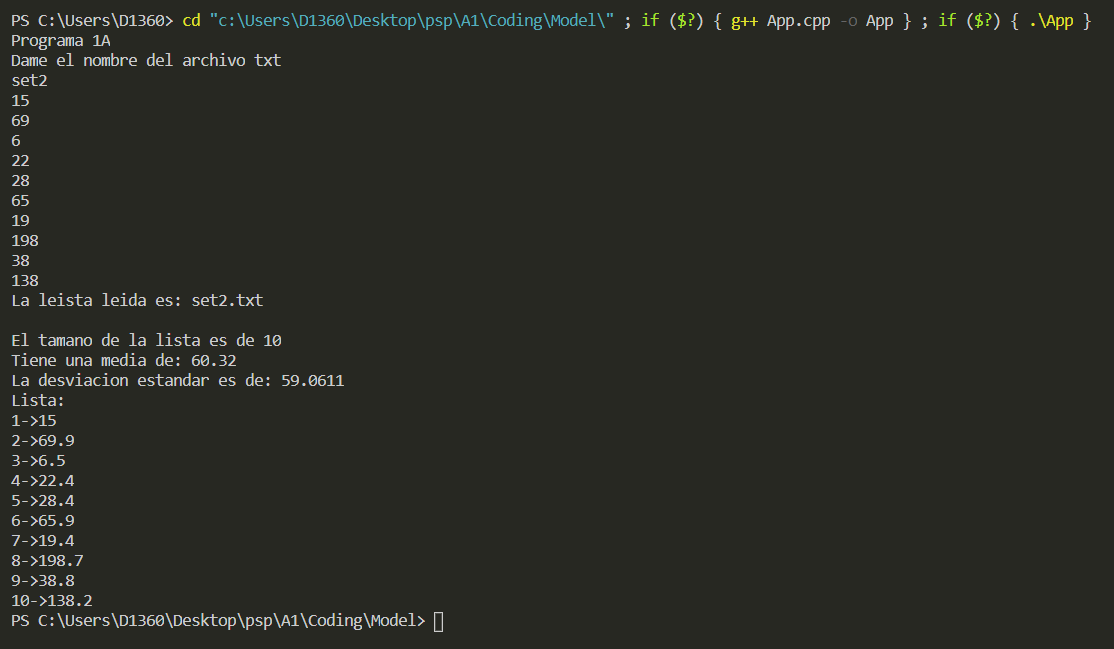 PS C:\Users\D1360> cd "c:\Users\D1360\Desktop\psp\A1\Coding\Model\" ; if ($?) { g++ App.cpp -o App } ; if ($?) { .\App }
Programa 1A
Dame el nombre del archivo txt
set2
15
69
6
22
28
65
19
198
38
138
La leista leida es: set2.txt
El tamano de la lista es de 10
Tiene una media de: 60.32
La desviacion estandar es de: 59.0611
Lista:
1->15
2->69.9
3->6.5
4->22.4
5->28.4
6->65.9
7->19.4
8->198.7
9->38.8
10->138.2
PS C:\Users\D1360\Desktop\psp\A1\Coding\Model>